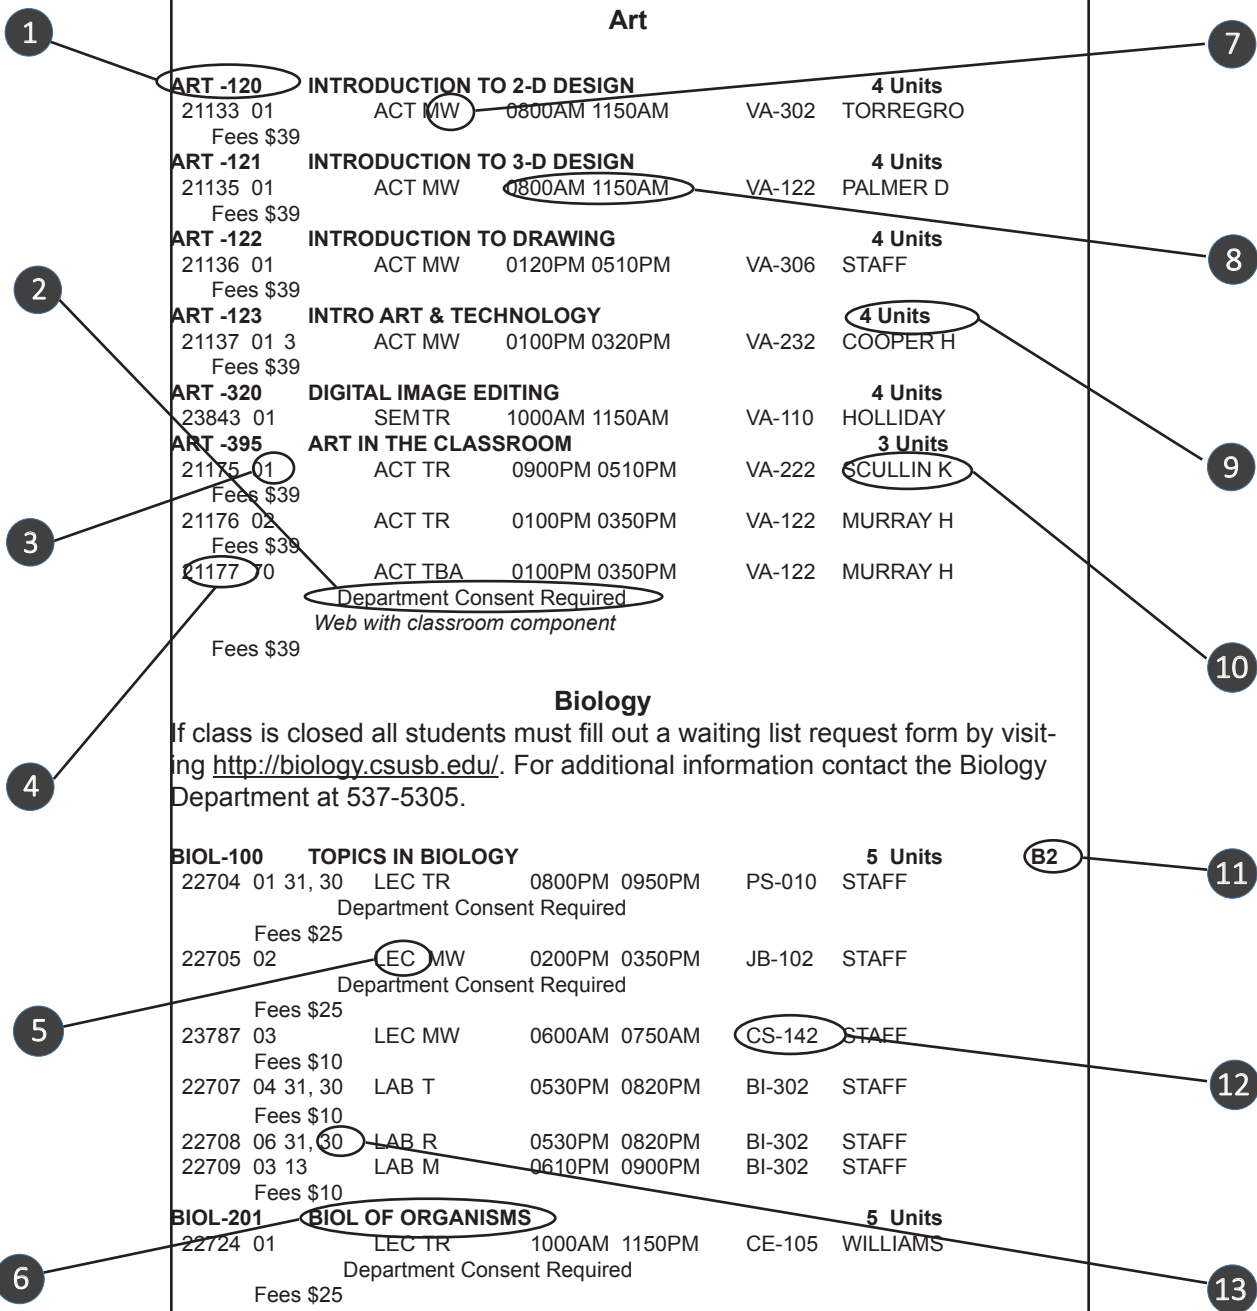 Art
1
7
ART -120 INTRODUCTION TO 2-D DESIGN 4 Units
21133 01 ACT MW 0800AM 1150AM VA-302 TORREGRO
Fees $39
ART -121 INTRODUCTION TO 3-D DESIGN 4 Units
21135 01 ACT MW 0800AM 1150AM VA-122 PALMER D
Fees $39
ART -122 INTRODUCTION TO DRAWING 4 Units
21136 01 ACT MW 0120PM 0510PM VA-306 STAFF
8
2
Fees $39
ART -123 INTRO ART & TECHNOLOGY 4 Units
21137 01 3 ACT MW 0100PM 0320PM VA-232 COOPER H
Fees $39
ART -320 DIGITAL IMAGE EDITING 4 Units
23843 01 SEMTR 1000AM 1150AM VA-110 HOLLIDAY
ART -395 ART IN THE CLASSROOM 3 Units
21175 01 ACT TR 0900PM 0510PM VA-222 SCULLIN K
9
Fees $39
21176 02 ACT TR 0100PM 0350PM VA-122 MURRAY H
3
Fees $39
21177 70 ACT TBA 0100PM 0350PM VA-122 MURRAY H
Department Consent Required
Web with classroom component
Fees $39
10
Biology
If class is closed all students must fill out a waiting list request form by visit-
ing http://biology.csusb.edu/. For additional information contact the Biology
4
Department at 537-5305.
BIOL-100 TOPICS IN BIOLOGY 5 Units B2
11
22704 01 31, 30 LEC TR 0800PM 0950PM PS-010 STAFF
Department Consent Required
Fees $25
22705 02 LEC MW 0200PM 0350PM JB-102 STAFF
Department Consent Required
Fees $25
5
23787 03 LEC MW 0600AM 0750AM CS-142 STAFF
Fees $10
22707 04 31, 30 LAB T 0530PM 0820PM BI-302 STAFF
12
Fees $10
22708 06 31, 30 LAB R 0530PM 0820PM BI-302 STAFF
22709 03 13 LAB M 0610PM 0900PM BI-302 STAFF
Fees $10
BIOL-201 BIOL OF ORGANISMS 5 Units
22724 01 LEC TR 1000AM 1150PM CE-105 WILLIAMS
Department Consent Required
6
13
Fees $25